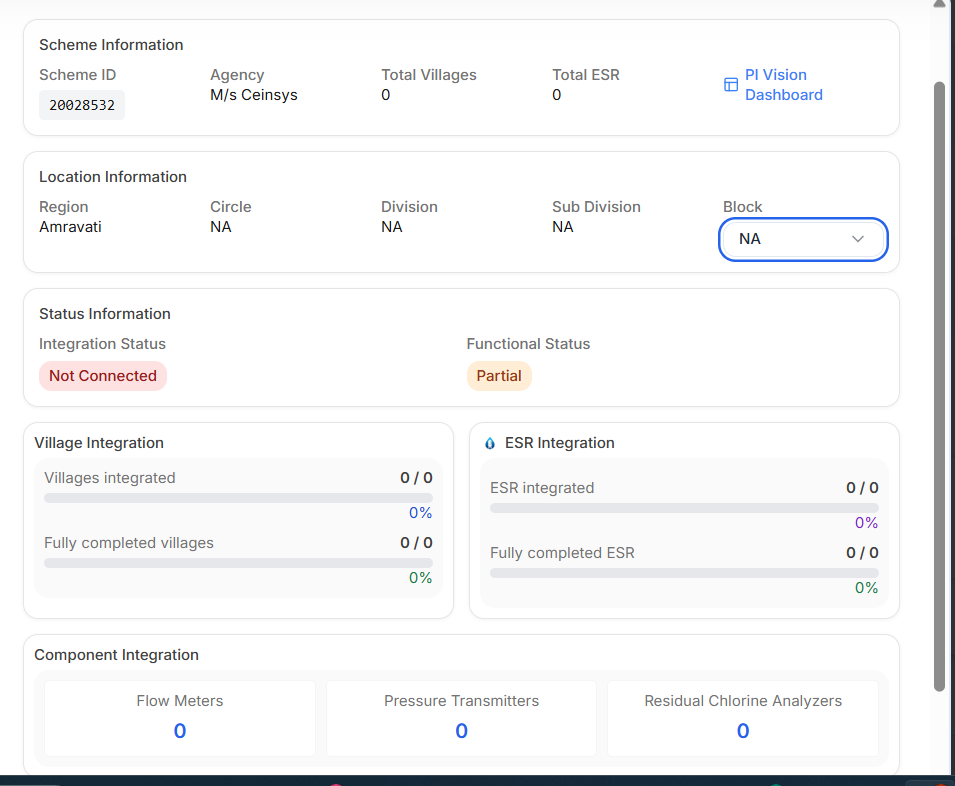 Scheme Information
Scheme ID
20028532
Agency
M/s Ceinsys
Total Villages
0
Total ESR
0
PI Vision
Dashboard
Location Information
Region
Amravati
Circle
NA
Division
NA
Sub Division
NA
Block
NA
Status Information
Integration Status
Not Connected
Functional Status
Partial
Village Integration
Villages integrated 0 / 0
0%
Fully completed villages 0 / 0
0%
ESR Integration
ESR integrated 0 / 0
0%
Fully completed ESR 0 / 0
0%
Component Integration
Flow Meters
0
Pressure Transmitters
0
Residual Chlorine Analyzers
0